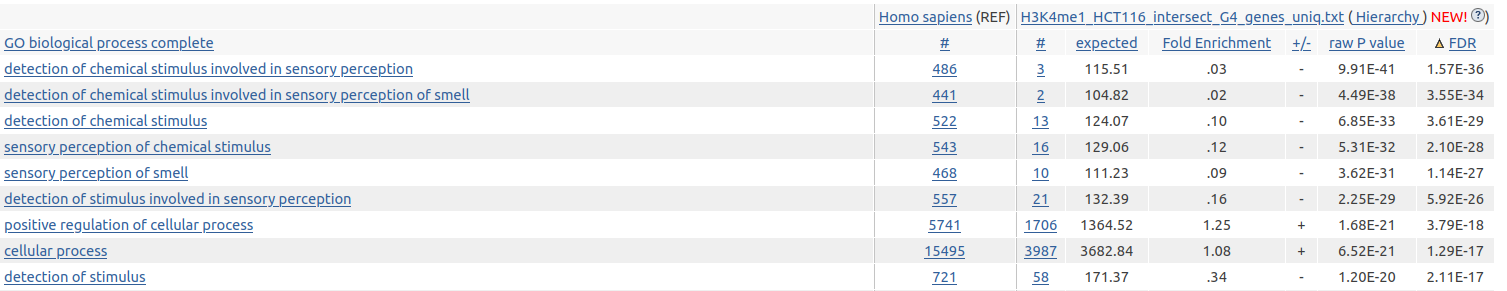 Homo sapiens (REF) H3K4me1_HCT116_intersect_G4_genes_uniq.txt (Hierarchy) NEW! ?)
GO biological process complete # # expected Fold Enrichment +/- raw P value FDR
detection of chemical stimulus involved in sensory perception 486 3 115.51 .03 - 9.91E-41 1.57E-36
detection of chemical stimulus involved in sensory perception of smell 441 2 104.82 .02 - 4.49E-38 3.55E-34
detection of chemical stimulus 522 13 124.07 .10 - 6.85E-33 3.61E-29
sensory perception of chemical stimulus 543 16 129.06 .12 - 5.31E-32 2.10E-28
sensory perception of smell 468 10 111.23 .09 - 3.62E-31 1.14E-27
detection of stimulus involved in sensory perception 557 21 132.39 .16 - 2.25E-29 5.92E-26
positive regulation of cellular process 5741 1706 1364.52 1.25 + 1.68E-21 3.79E-18
cellular process 15495 3987 3682.84 1.08 + 6.52E-21 1.29E-17
detection of stimulus 721 58 171.37 .34 - 1.20E-20 2.11E-17